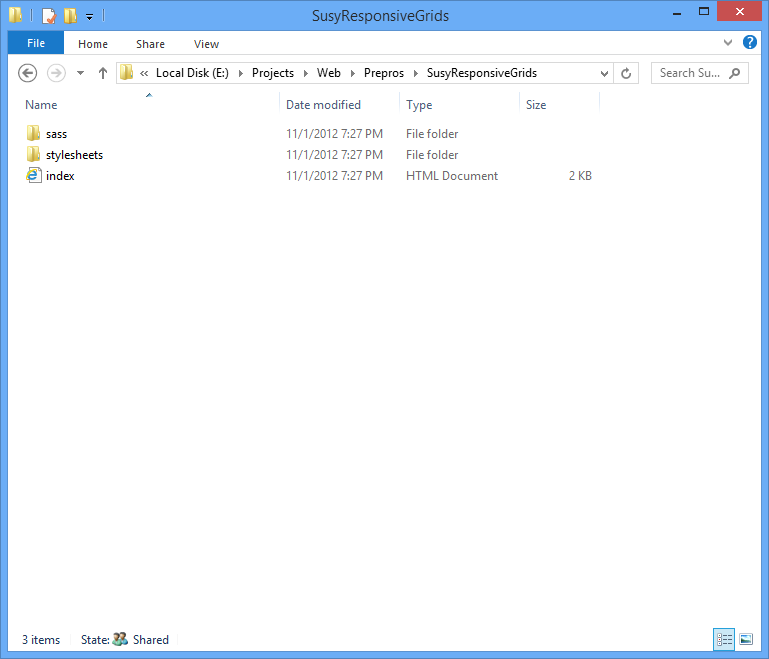 SusyResponsiveGrids
File Home Share View
« Local Disk (E:) Projects Web Prepros SusyResponsiveGrids Search Su...
Name Date modified Type Size
sass 11/1/2012 7:27 PM File folder
stylesheets 11/1/2012 7:27 PM File folder
index 11/1/2012 7:27 PM HTML Document 2 KB
3 items State: Shared